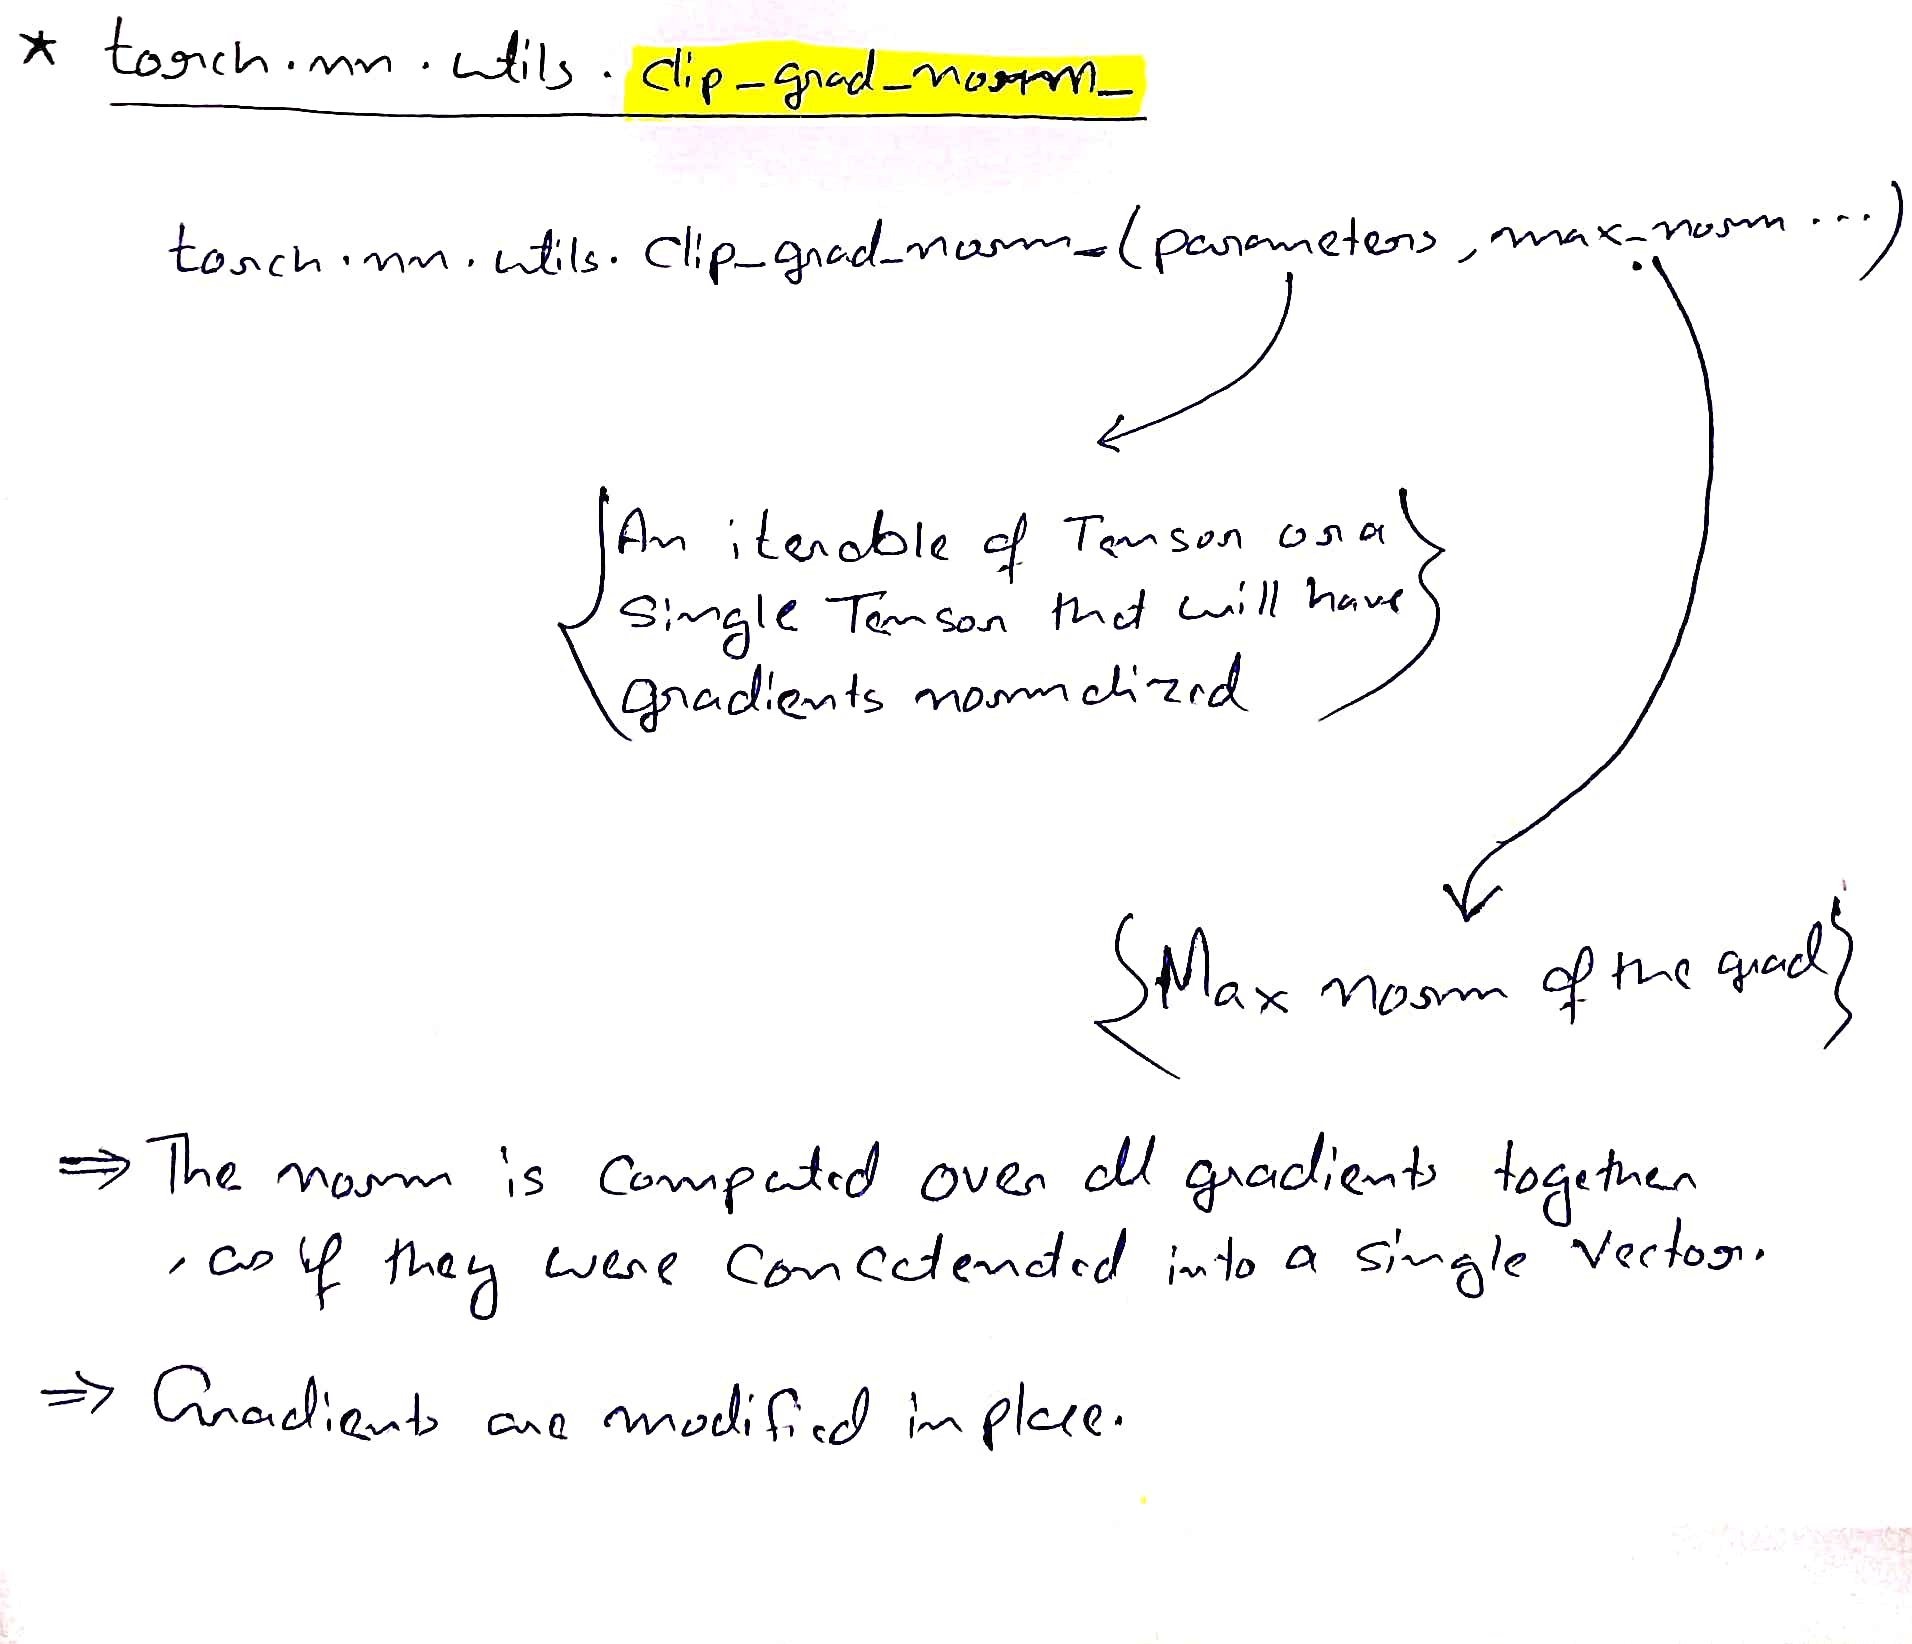 * torch.nn.utils.clip_grad_norm_
torch.nn.utils.clip_grad_norm_(parameters, max_norm ...)
{An iterable of Tensor or a
Single Tensor that will have
gradients normalized}
{Max norm of the grad}
⇒ The norm is computed over all gradients together
, as if they were concatended into a single vector.
⇒ Gradients are modified in place.